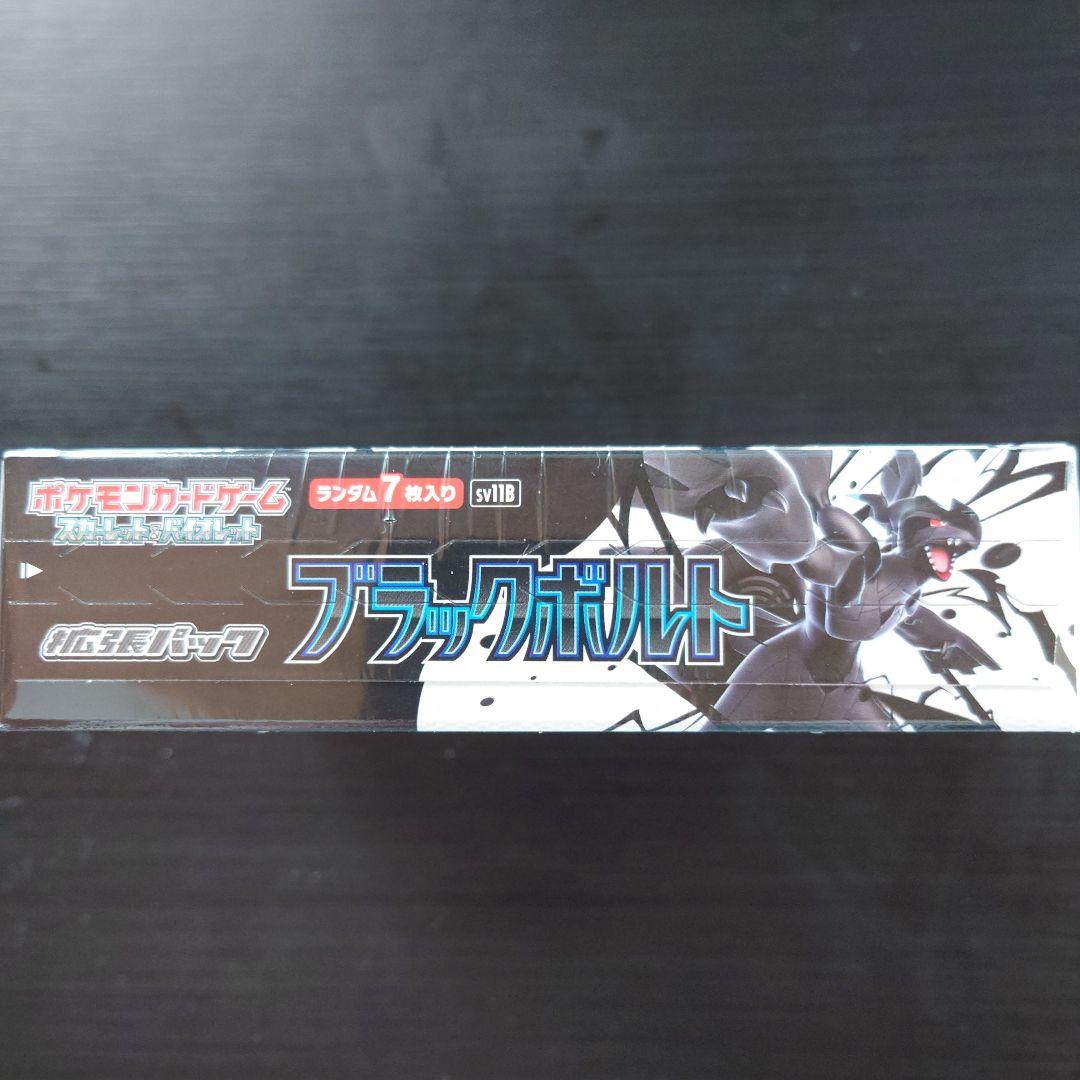 ポケモンカードゲーム
スカーレット&バイオレット
ランダム7枚入り
sv11B
ブラックボルト
拡張パック